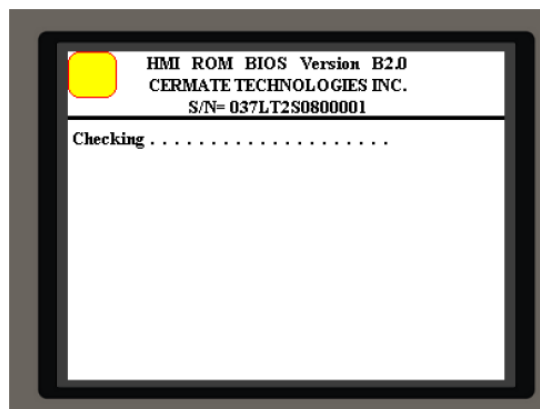 HMI ROM BIOS Version B2.0
CERMATE TECHNOLOGIES INC.
S/N= 037LT2S0800001
Checking . . . . . . . . . . . . . . . . . . . .